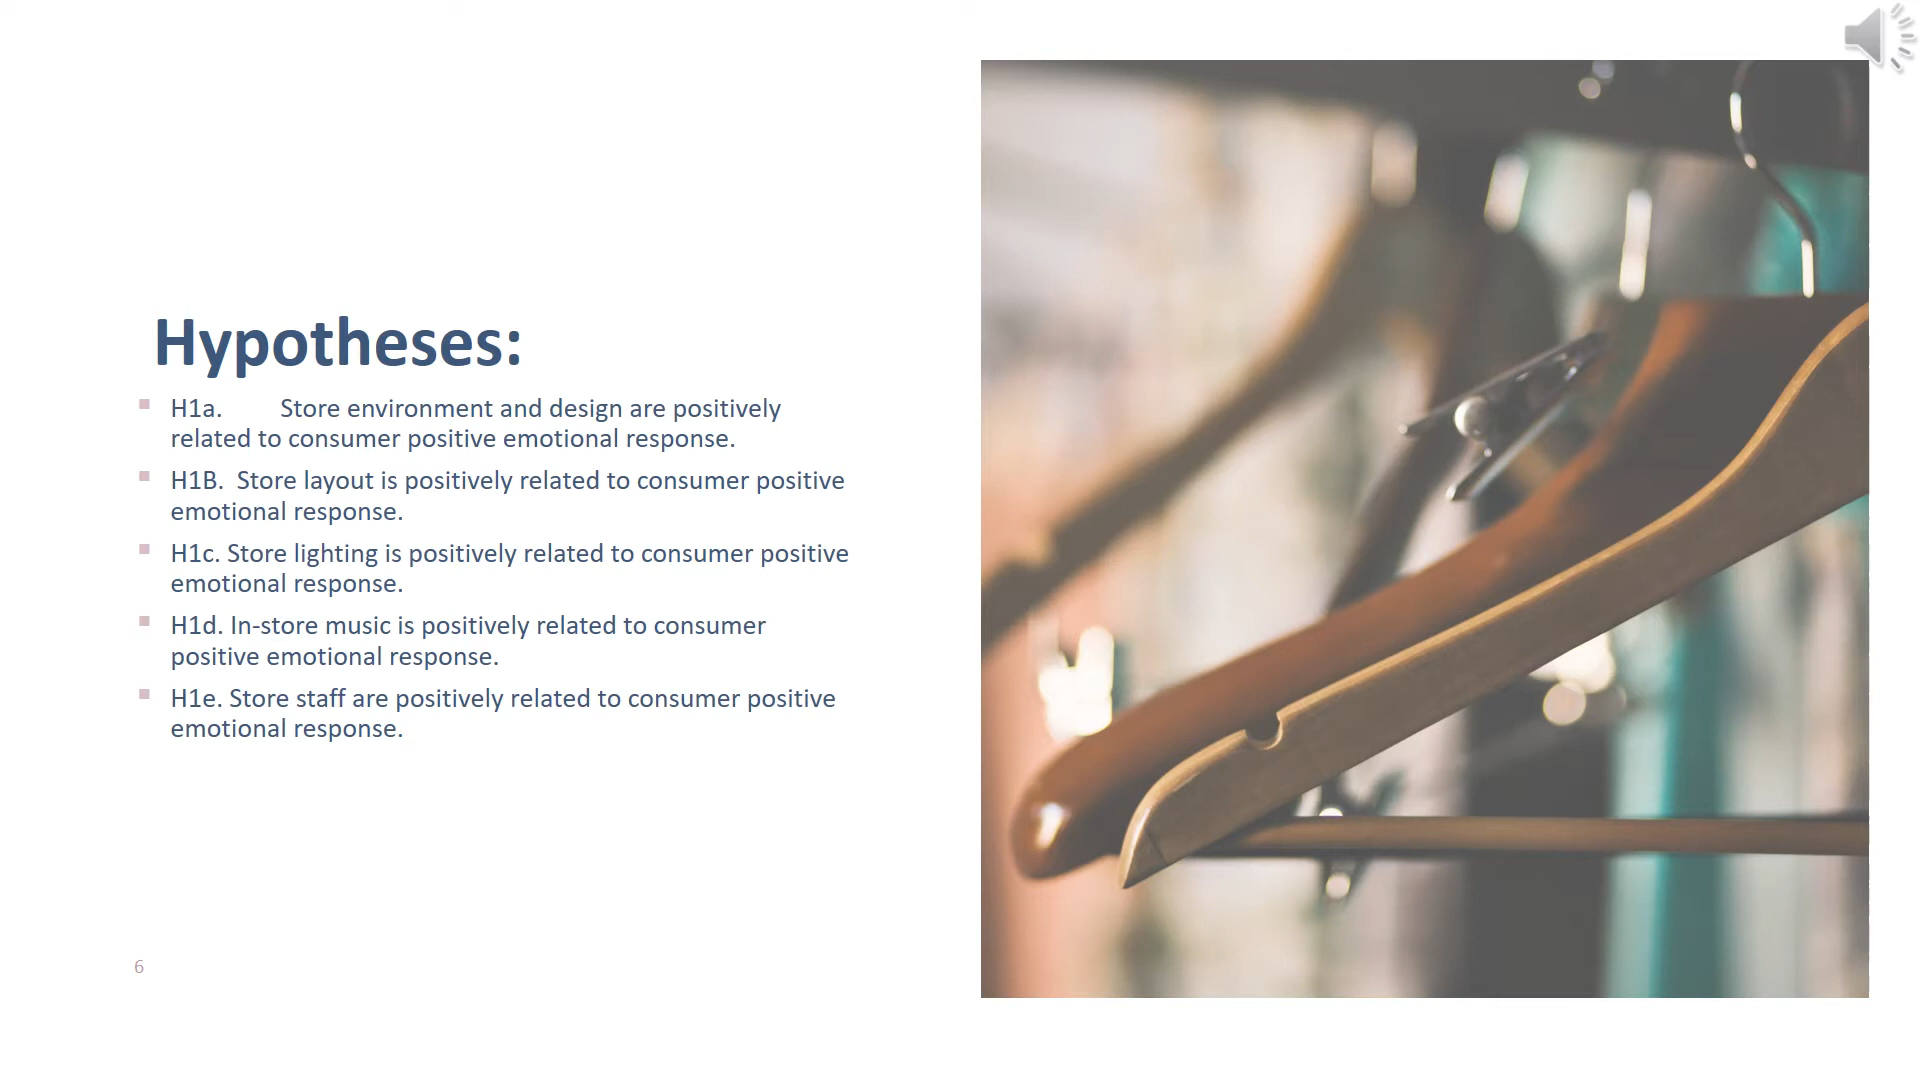 Hypotheses:
H1a. Store environment and design are positively
related to consumer positive emotional response.
H1B. Store layout is positively related to consumer positive
emotional response.
H1c. Store lighting is positively related to consumer positive
emotional response.
H1d. In-store music is positively related to consumer
positive emotional response.
H1e. Store staff are positively related to consumer positive
emotional response.
6